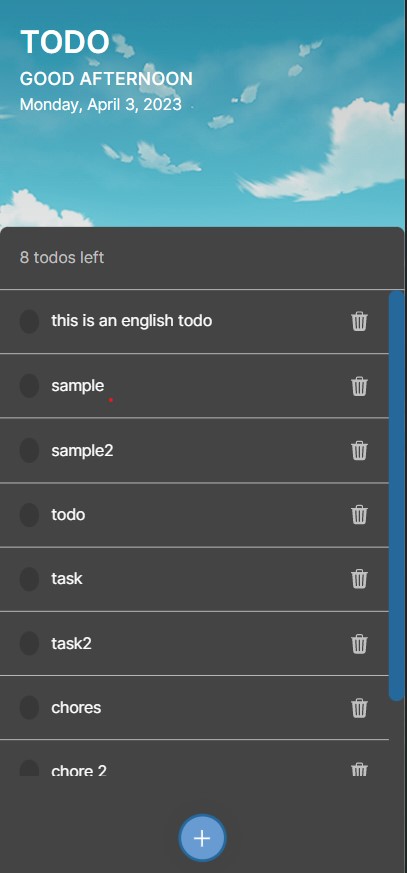 TODO
GOOD AFTERNOON
Monday, April 3, 2023
8 todos left
this is an english todo
sample
sample2
todo
task
task2
chores
chore 2